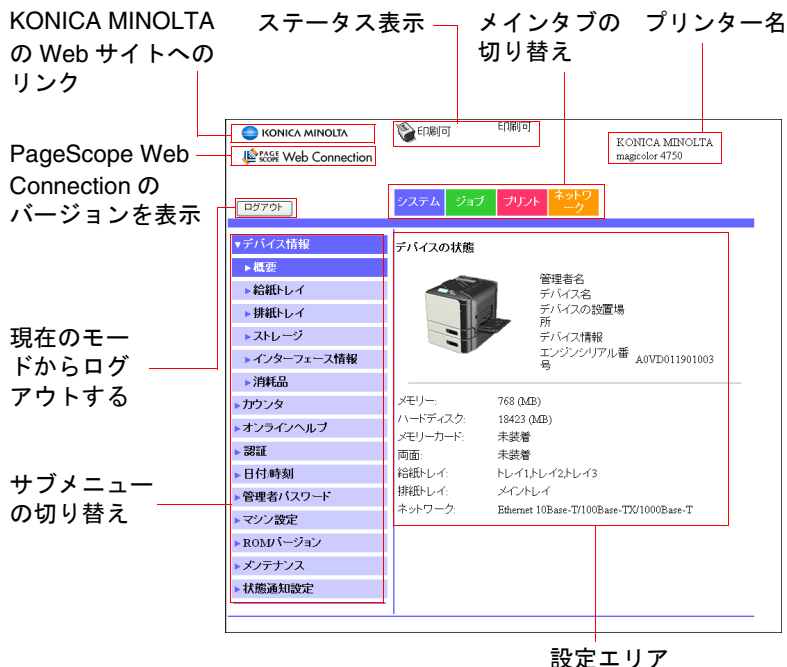 KONICA MINOLTA
の Web サイトへの
リンク
ステータス表示
メインタブの
切り替え
プリンター名
PageScope Web
Connection の
バージョンを表示
現在のモー
ドからログ
アウトする
サブメニュー
の切り替え
KONICA MINOLTA
PAGE SCOPE Web Connection
印刷可
印刷可
KONICA MINOLTA
magicolor 4750
ログアウト
システム
ジョブ
プリント
ネットワ
ーク
▼デバイス情報
▶概要
▶給紙トレイ
▶排紙トレイ
▶ストレージ
▶インターフェース情報
▶消耗品
▶カウンタ
▶オンラインヘルプ
▶認証
▶日付/時刻
▶管理者パスワード
▶マシン設定
▶ROMバージョン
▶メンテナンス
▶状態通知設定
デバイスの状態
管理者名
デバイス名
デバイスの設置場
所
デバイス情報
エンジンシリアル番
号 A0VD011901003
メモリー: 768 (MB)
ハードディスク: 18423 (MB)
メモリーカード: 未装着
両面: 未装着
給紙トレイ: トレイ1,トレイ2,トレイ3
排紙トレイ: メイントレイ
ネットワーク: Ethernet 10Base-T/100Base-TX/1000Base-T
設定エリア